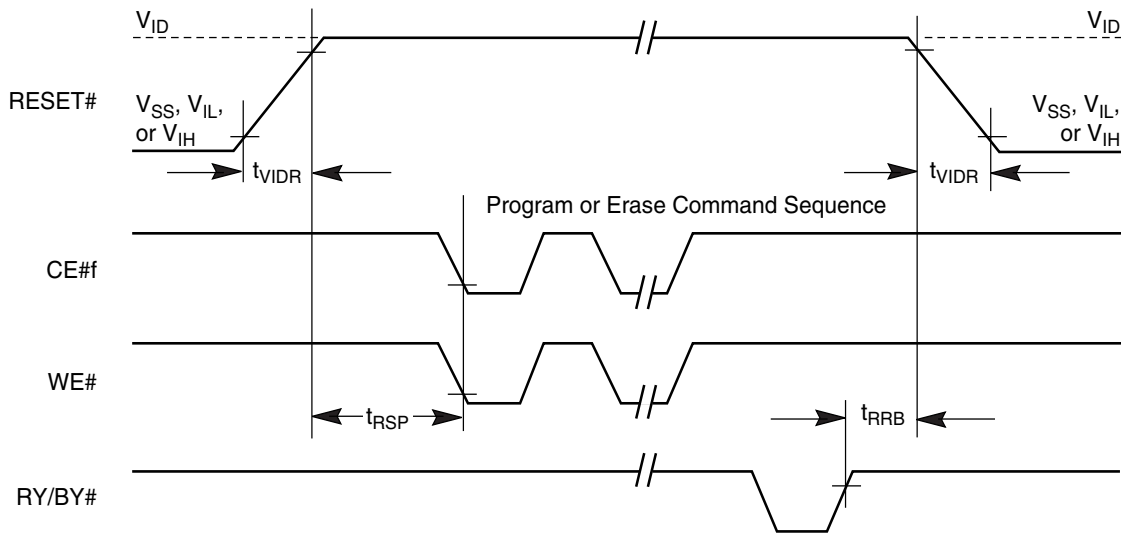 V_ID
V_ID
RESET#
V_SS, V_IL,
or V_IH
V_SS, V_IL,
or V_IH
t_VIDR
t_VIDR
Program or Erase Command Sequence
CE#f
WE#
t_RSP
t_RRB
RY/BY#